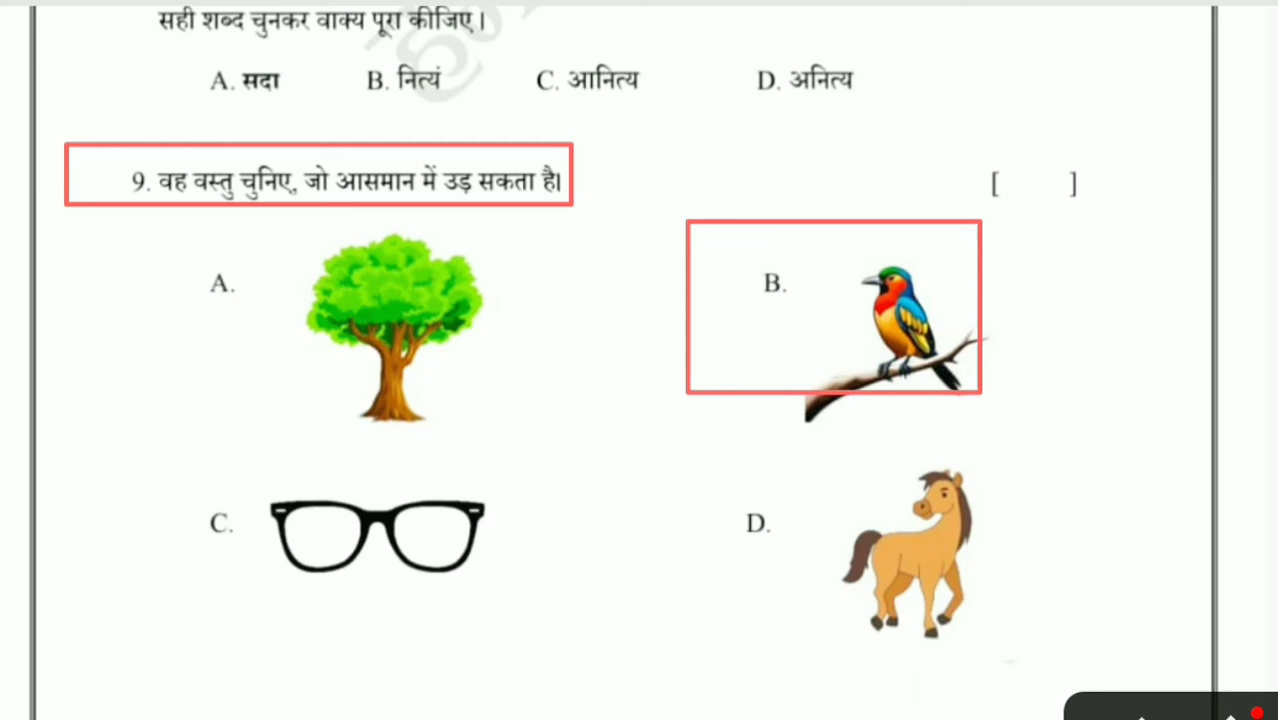 सही शब्द चुनकर वाक्य पूरा कीजिए।
A. सदा B. नित्यं C. आनित्य D. अनित्य
9. वह वस्तु चुनिए, जो आसमान में उड़ सकता है। [ ]
A. B.
C. D.